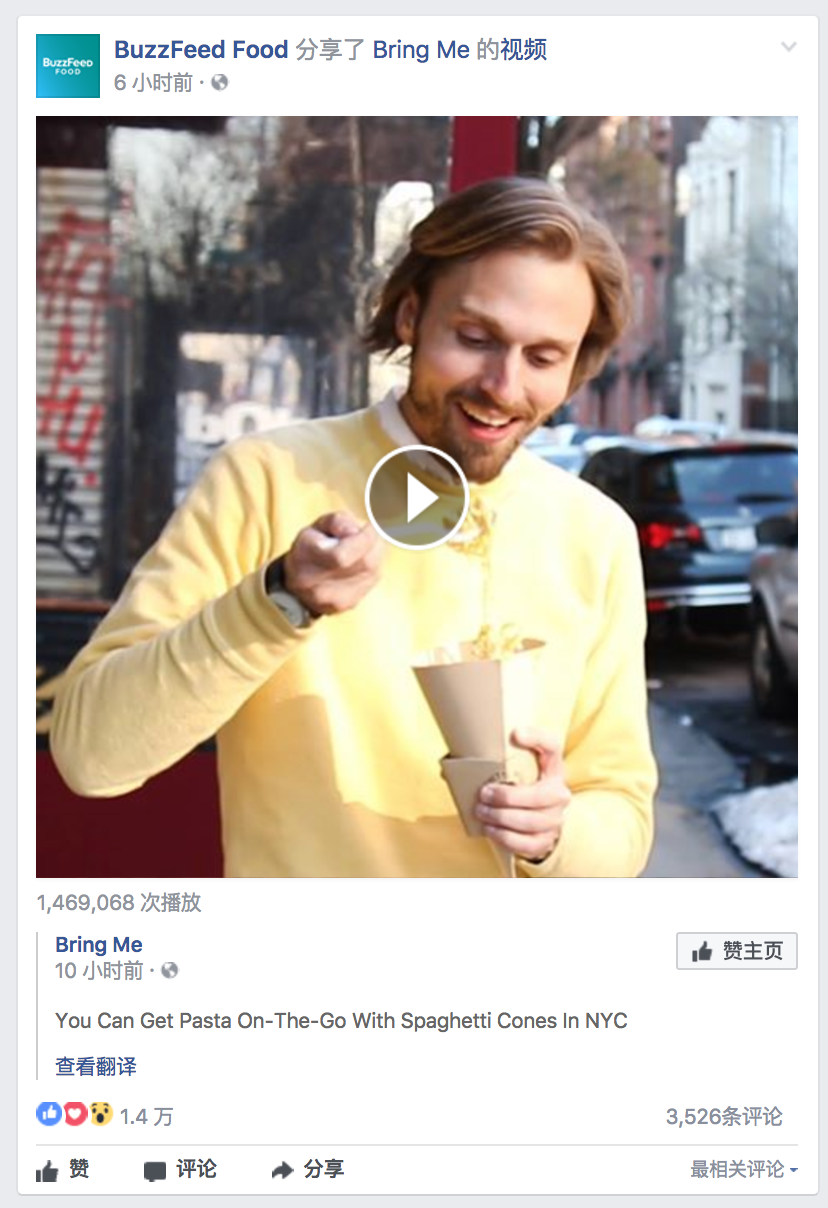 BuzzFeed
FOOD
BuzzFeed Food 分享了 Bring Me 的视频
6 小时前 ·
1,469,068 次播放
Bring Me
赞主页
10 小时前 ·
You Can Get Pasta On-The-Go With Spaghetti Cones In NYC
查看翻译
1.4 万
3,526条评论
赞 评论 分享 最相关评论